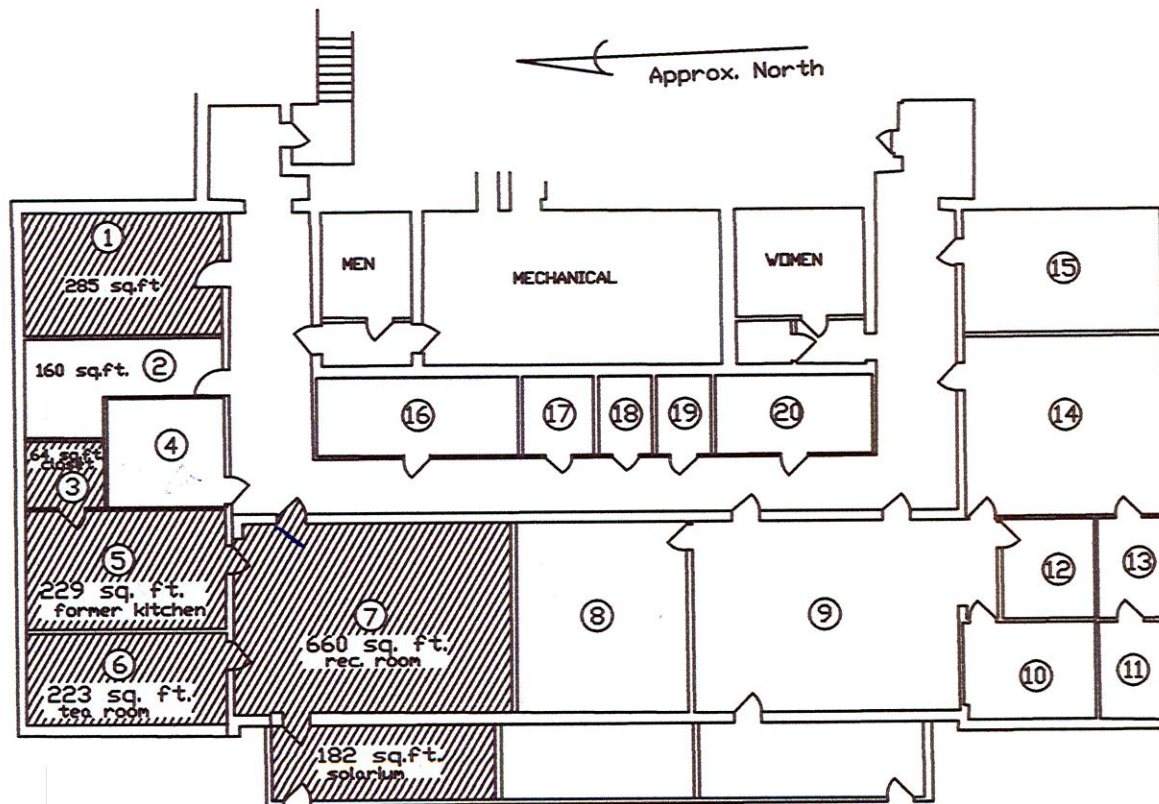 Approx. North
1
285 sq.ft
MEN
MECHANICAL
WOMEN
15
160 sq.ft.
2
14
4
16
17
18
19
20
64 sq.ft.
closet
3
5
229 sq. ft.
former kitchen
7
660 sq. ft.
rec. room
8
9
12
13
6
223 sq. ft.
tea room
10
11
182 sq.ft.
solarium